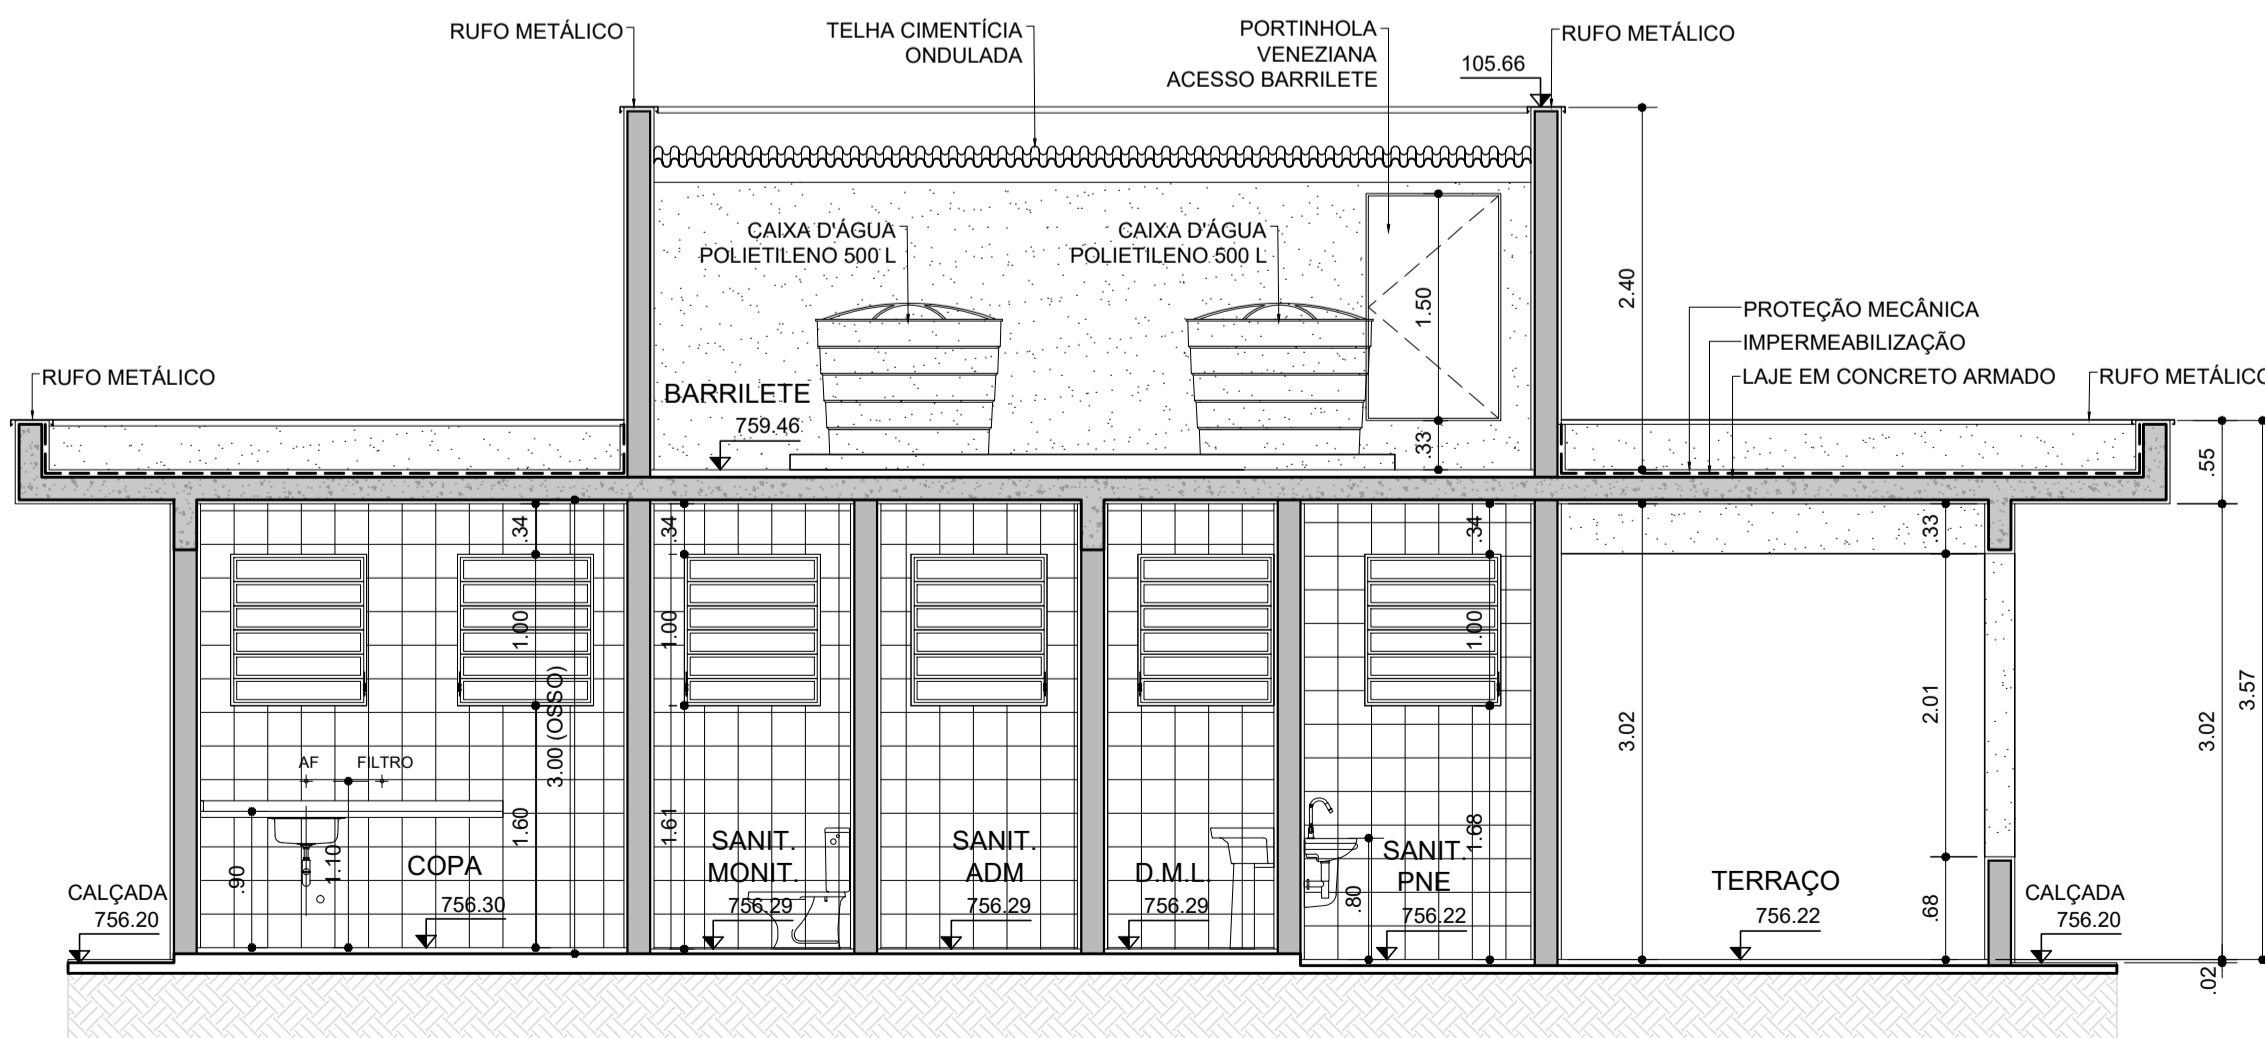 RUFO METÁLICO
TELHA CIMENTÍCIA
ONDULADA
PORTINHOLA
VENEZIANA
ACESSO BARRILETE
RUFO METÁLICO
105.66
CAIXA D'ÁGUA
POLIETILENO 500 L
CAIXA D'ÁGUA
POLIETILENO 500 L
1.50
2.40
PROTEÇÃO MECÂNICA
IMPERMEABILIZAÇÃO
LAJE EM CONCRETO ARMADO
RUFO METÁLICO
RUFO METÁLICO
BARRILETE
759.46
.33
.55
.34
.34
.34
.33
1.00
1.00
1.00
3.00 (OSSO)
3.02
2.01
3.02
3.57
AF
FILTRO
1.60
1.61
1.68
.90
1.10
COPA
756.30
SANIT.
MONIT.
756.29
SANIT.
ADM
756.29
D.M.L.
756.29
SANIT.
PNE
756.22
.80
TERRAÇO
756.22
.68
CALÇADA
756.20
CALÇADA
756.20
.02